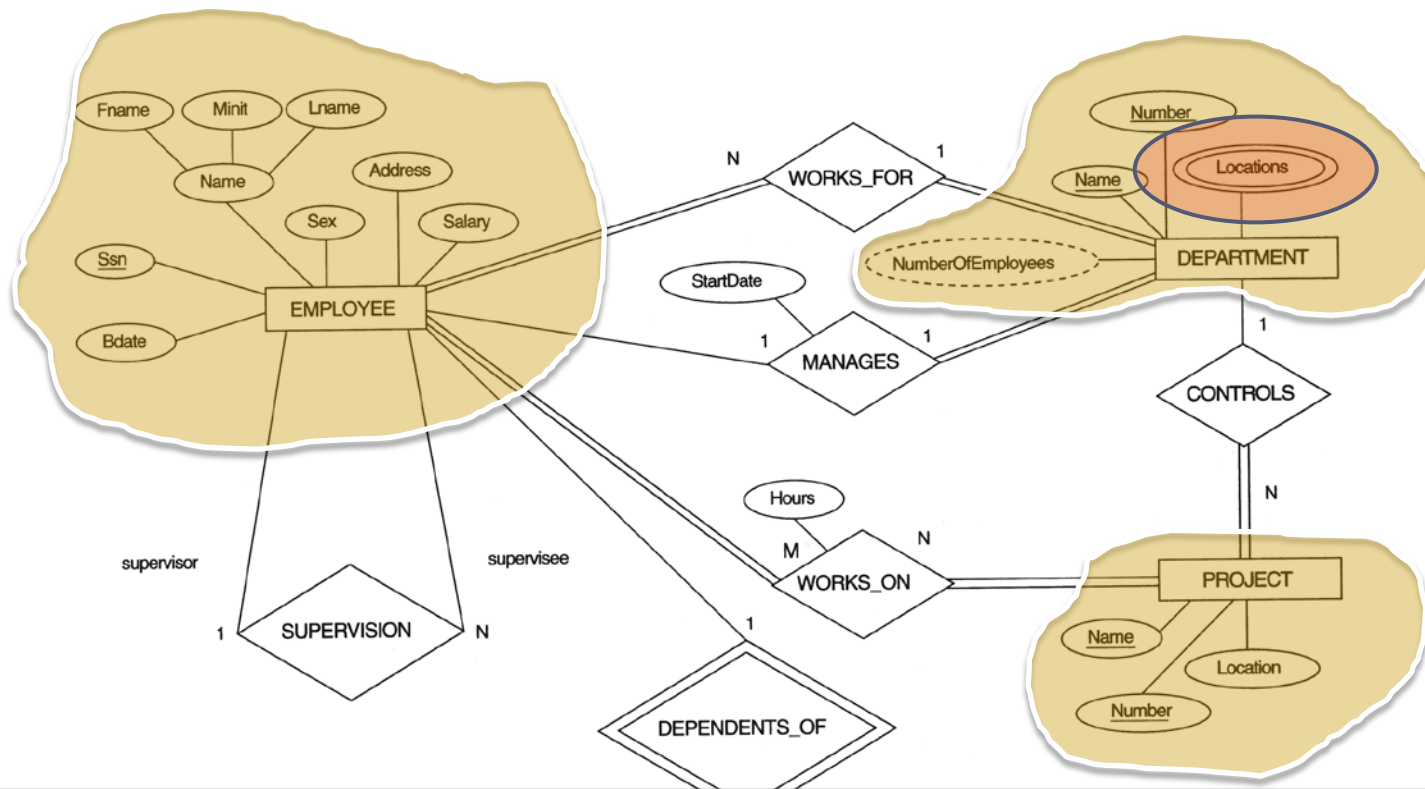 Fname
Minit
Lname
Name
Address
Sex
Salary
Ssn
Bdate
EMPLOYEE
N
WORKS_FOR
1
Number
Locations
Name
NumberOfEmployees
DEPARTMENT
StartDate
1
MANAGES
1
1
CONTROLS
N
Hours
M
WORKS_ON
N
PROJECT
Name
Location
Number
supervisor
supervisee
1
SUPERVISION
N
1
DEPENDENTS_OF